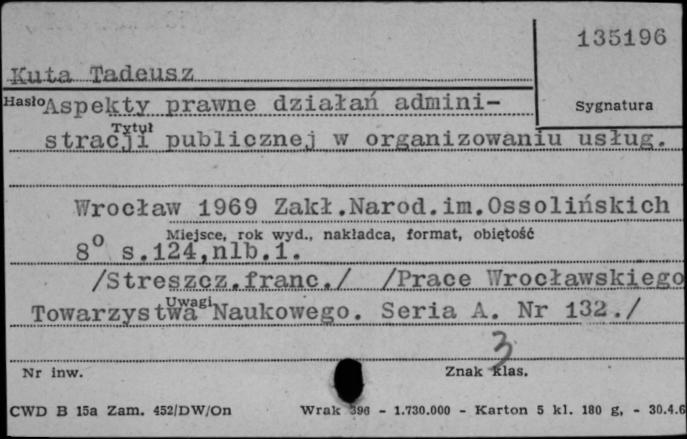 135196
Kuta Tadeusz
Hasło Aspekty prawne działań admini-
Sygnatura
Tytuł
stracji publicznej w organizowaniu usług.
Wrocław 1969 Zakł.Narod.im.Ossolińskich
Miejsce, rok wyd., nakładca, format, objętość
8° s.124,nlb.1.
/Streszcz.franc./ /Prace Wrocławskiego
Uwagi
Towarzystwa Naukowego. Seria A. Nr 132./
3
Nr inw.
Znak klas.
CWD B 15a Zam. 452/DW/On Wrak 396 - 1.730.000 - Karton 5 kl. 180 g, - 30.4.6